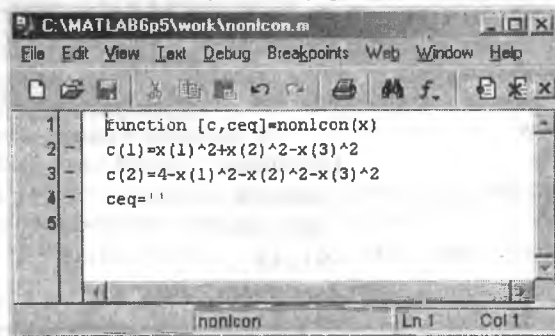 C:\MATLAB6p5\work\nonlcon.m
File Edit View Text Debug Breakpoints Web Window Help
1 function [c,ceq]=nonlcon(x)
2 - c(1)=x(1)^2+x(2)^2-x(3)^2
3 - c(2)=4-x(1)^2-x(2)^2-x(3)^2
4 - ceq=''
5
nonlcon Ln 1 Col 1